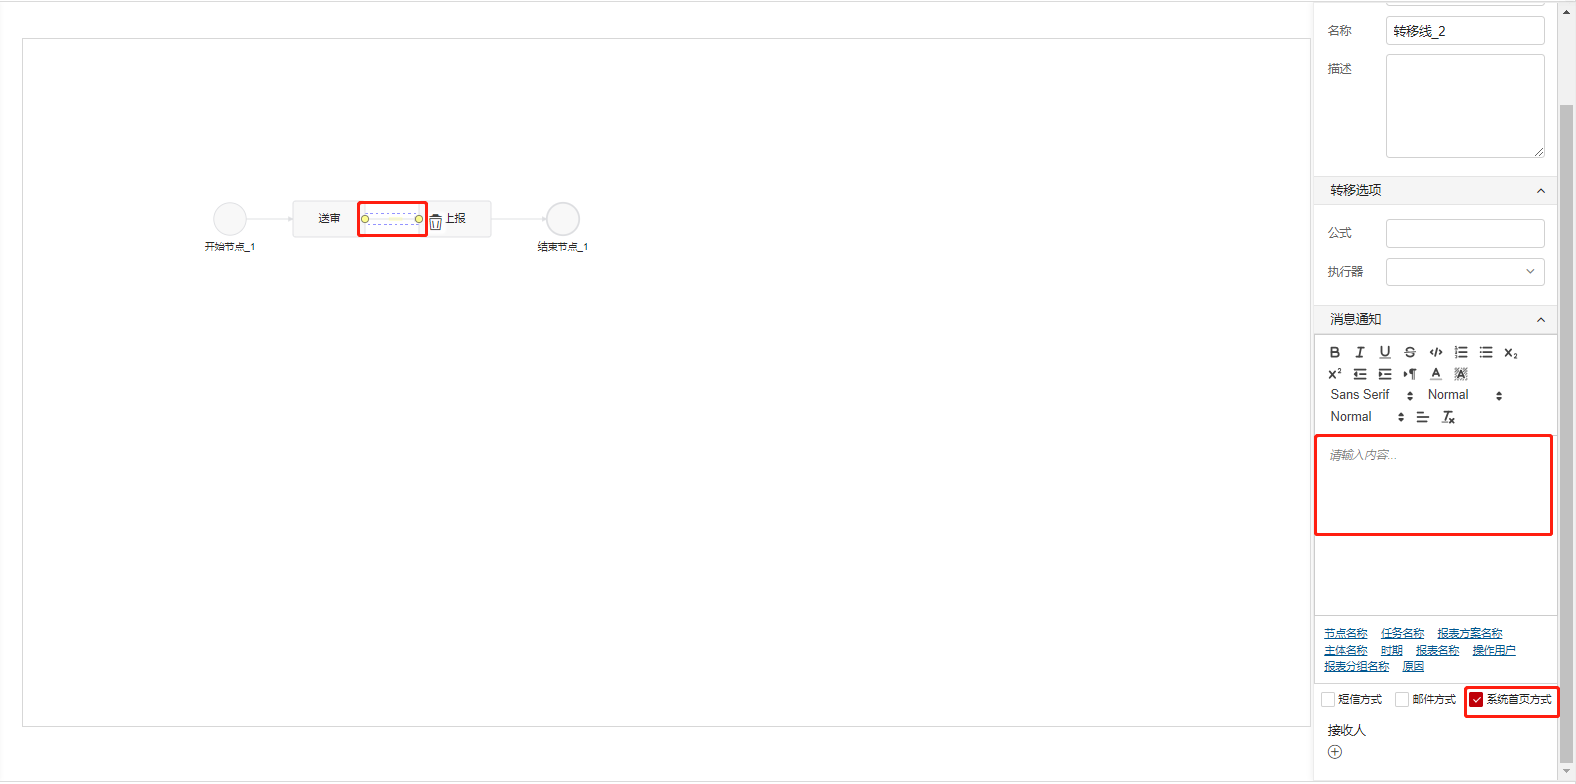 名称 转移线_2
描述
送审 上报
开始节点_1 结束节点_1
转移选项
公式
执行器
消息通知
B I U S </> X₂
X² A A
Sans Serif Normal
Normal
请输入内容...
节点名称 任务名称 报表方案名称
主体名称 时期 报表名称 操作用户
报表分组名称 原因
短信方式 邮件方式 系统首页方式
接收人